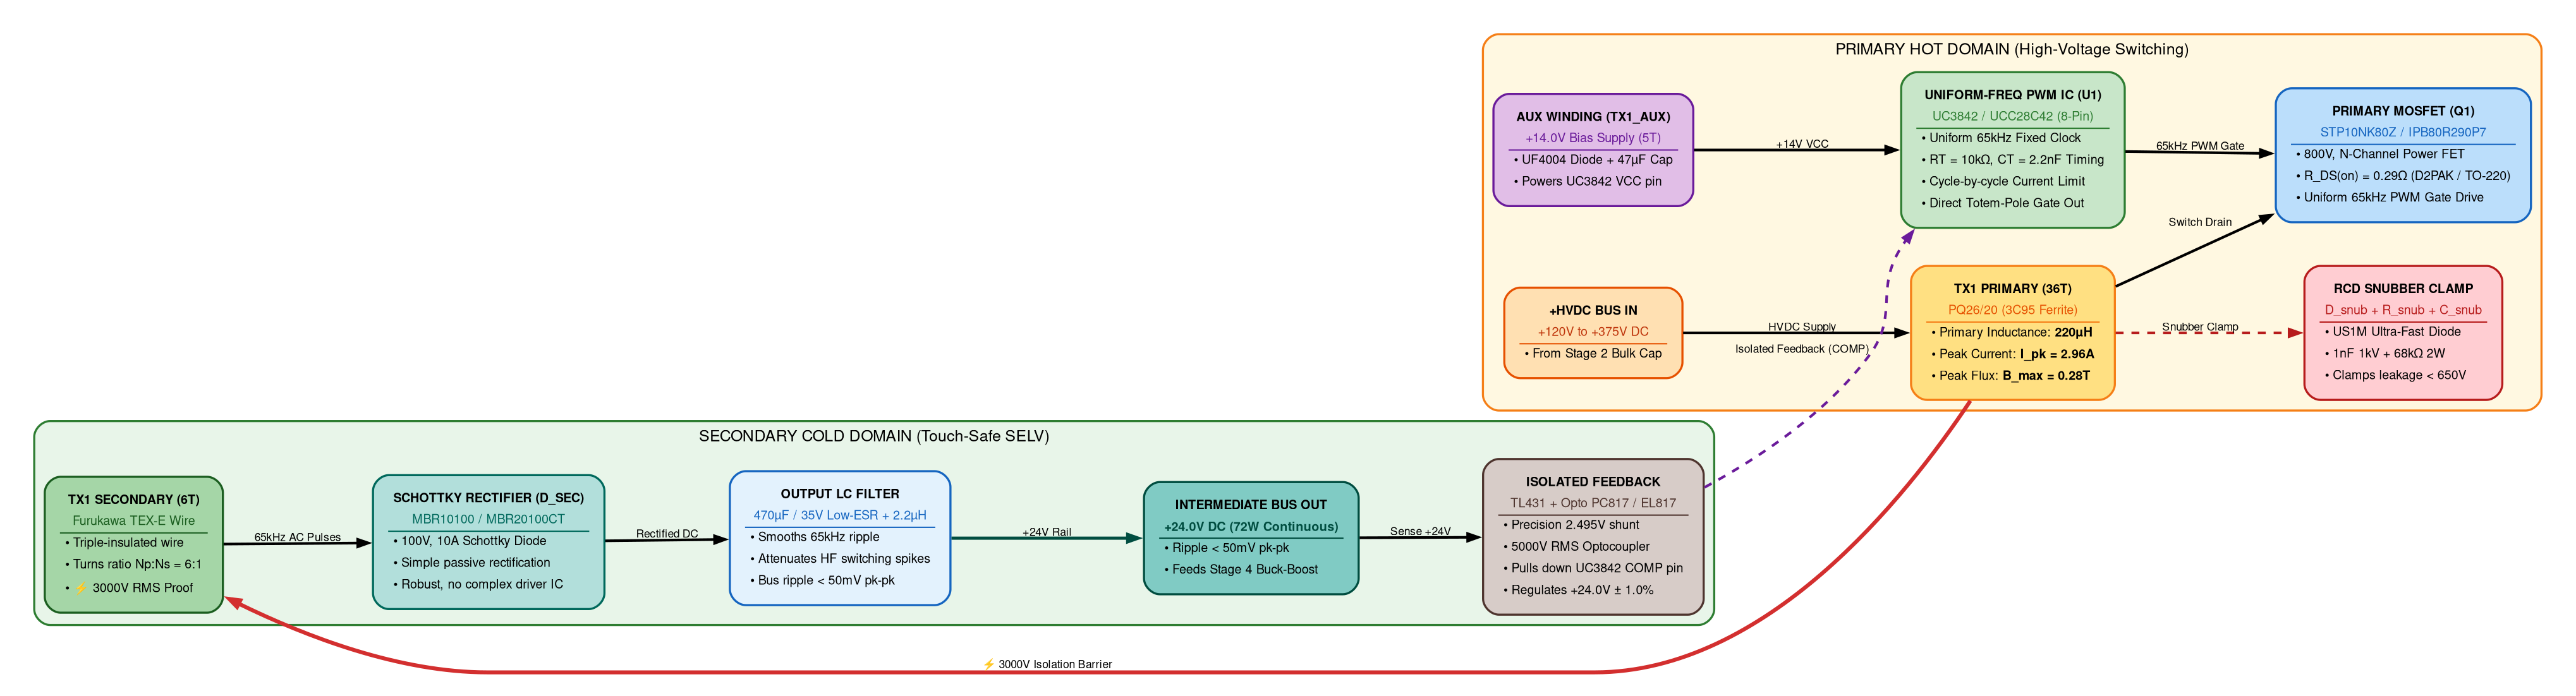 PRIMARY HOT DOMAIN (High-Voltage Switching)
AUX WINDING (TX1_AUX)
+14.0V Bias Supply (5T)
• UF4004 Diode + 47µF Cap
• Powers UC3842 VCC pin
+14V VCC
UNIFORM-FREQ PWM IC (U1)
UC3842 / UCC28C42 (8-Pin)
• Uniform 65kHz Fixed Clock
• RT = 10kΩ, CT = 2.2nF Timing
• Cycle-by-cycle Current Limit
• Direct Totem-Pole Gate Out
65kHz PWM Gate
PRIMARY MOSFET (Q1)
STP10NK80Z / IPB80R290P7
• 800V, N-Channel Power FET
• R_DS(on) = 0.29Ω (D2PAK / TO-220)
• Uniform 65kHz PWM Gate Drive
Switch Drain
+HVDC BUS IN
+120V to +375V DC
• From Stage 2 Bulk Cap
HVDC Supply
Isolated Feedback (COMP)
TX1 PRIMARY (36T)
PQ26/20 (3C95 Ferrite)
• Primary Inductance: 220µH
• Peak Current: I_pk = 2.96A
• Peak Flux: B_max = 0.28T
Snubber Clamp
RCD SNUBBER CLAMP
D_snub + R_snub + C_snub
• US1M Ultra-Fast Diode
• 1nF 1kV + 68kΩ 2W
• Clamps leakage < 650V
SECONDARY COLD DOMAIN (Touch-Safe SELV)
TX1 SECONDARY (6T)
Furukawa TEX-E Wire
• Triple-insulated wire
• Turns ratio Np:Ns = 6:1
• ⚡ 3000V RMS Proof
65kHz AC Pulses
SCHOTTKY RECTIFIER (D_SEC)
MBR10100 / MBR20100CT
• 100V, 10A Schottky Diode
• Simple passive rectification
• Robust, no complex driver IC
Rectified DC
OUTPUT LC FILTER
470µF / 35V Low-ESR + 2.2µH
• Smooths 65kHz ripple
• Attenuates HF switching spikes
• Bus ripple < 50mV pk-pk
+24V Rail
INTERMEDIATE BUS OUT
+24.0V DC (72W Continuous)
• Ripple < 50mV pk-pk
• Feeds Stage 4 Buck-Boost
Sense +24V
ISOLATED FEEDBACK
TL431 + Opto PC817 / EL817
• Precision 2.495V shunt
• 5000V RMS Optocoupler
• Pulls down UC3842 COMP pin
• Regulates +24.0V ± 1.0%
⚡ 3000V Isolation Barrier